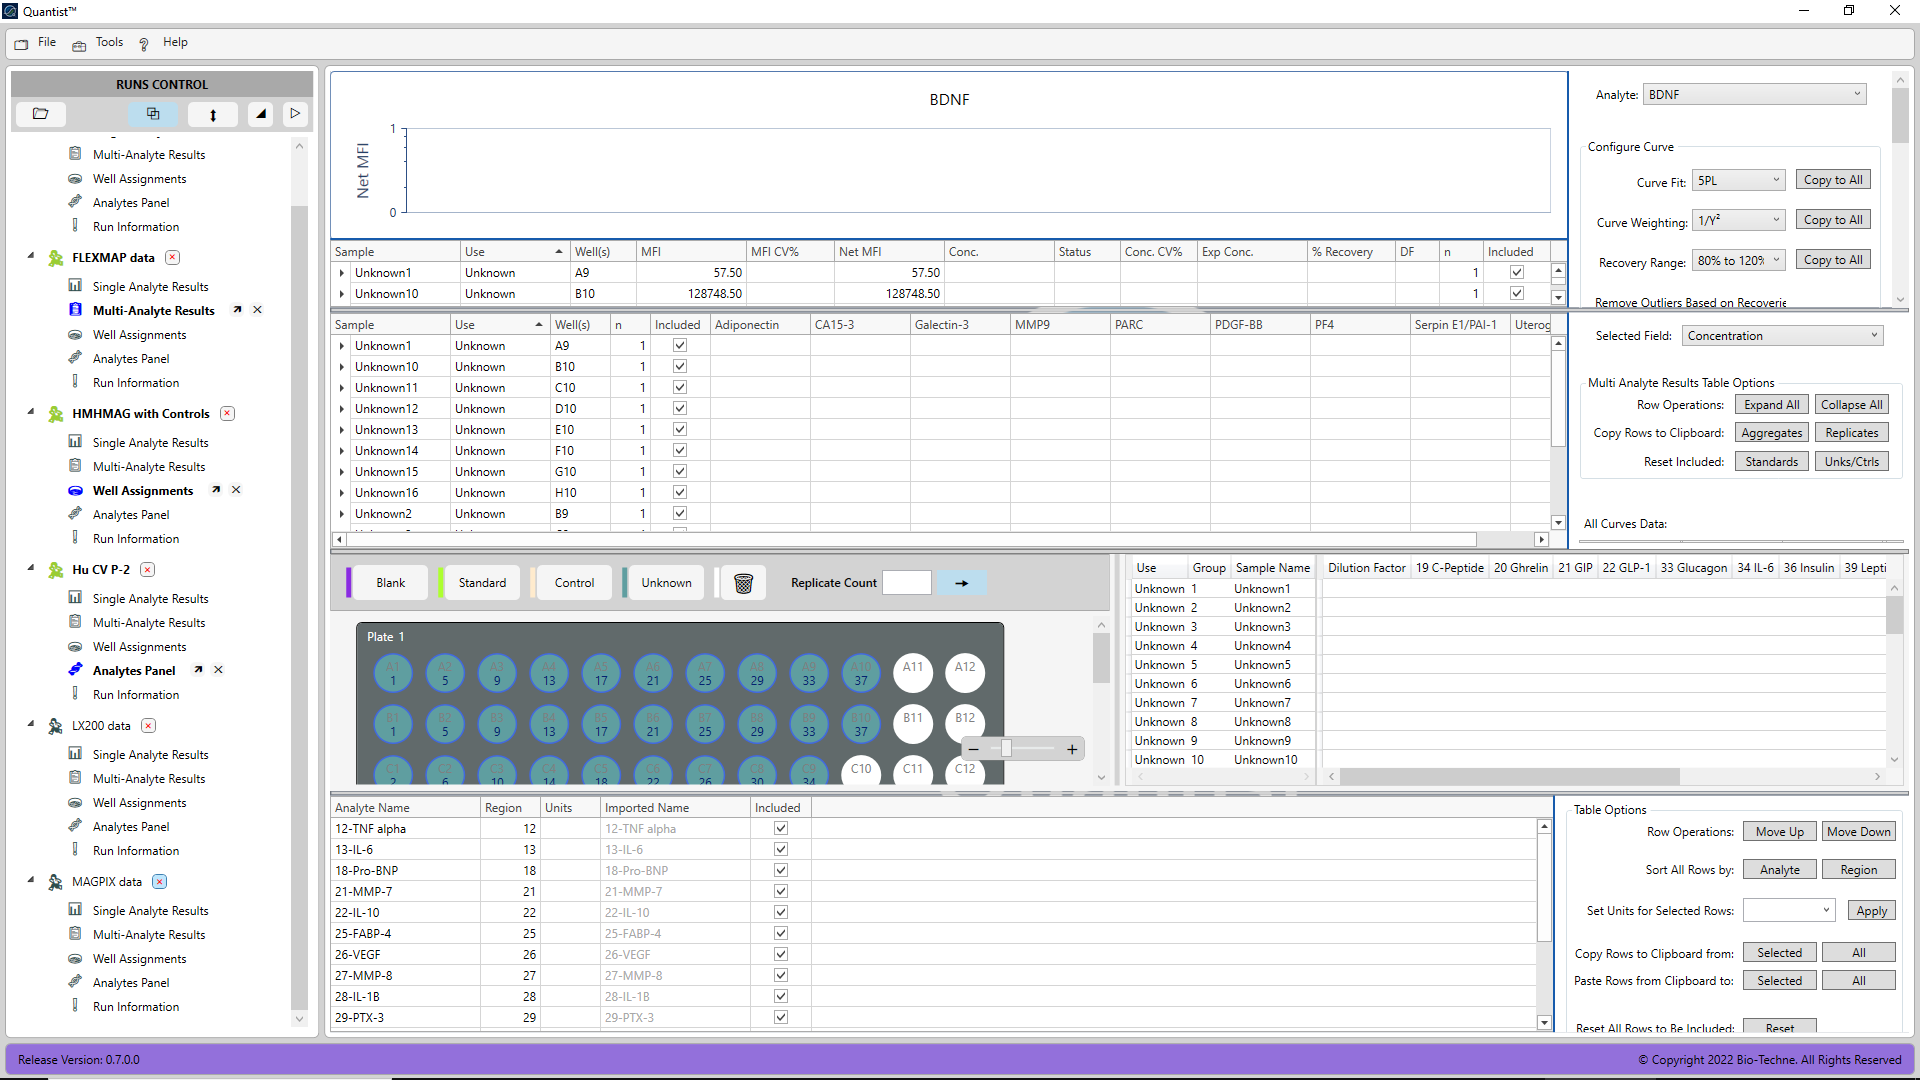 Quantist™
File Tools ? Help
RUNS CONTROL
Multi-Analyte Results
Well Assignments
Analytes Panel
Run Information
FLEXMAP data
Single Analyte Results
Multi-Analyte Results
Well Assignments
Analytes Panel
Run Information
HMHMAG with Controls
Single Analyte Results
Multi-Analyte Results
Well Assignments
Analytes Panel
Run Information
Hu CV P-2
Single Analyte Results
Multi-Analyte Results
Well Assignments
Analytes Panel
Run Information
LX200 data
Single Analyte Results
Multi-Analyte Results
Well Assignments
Analytes Panel
Run Information
MAGPIX data
Single Analyte Results
Multi-Analyte Results
Well Assignments
Analytes Panel
Run Information
BDNF
Net MFI
1
0
Sample Use Well(s) MFI MFI CV% Net MFI Conc. Status Conc. CV% Exp Conc. % Recovery DF n Included
Unknown1 Unknown A9 57.50 57.50 1
Unknown10 Unknown B10 128748.50 128748.50 1
Analyte: BDNF
Configure Curve
Curve Fit: 5PL Copy to All
Curve Weighting: 1/Y² Copy to All
Recovery Range: 80% to 120% Copy to All
Remove Outliers Based on Recoverie
Sample Use Well(s) n Included Adiponectin CA15-3 Galectin-3 MMP9 PARC PDGF-BB PF4 Serpin E1/PAI-1 Uterog
Unknown1 Unknown A9 1
Unknown10 Unknown B10 1
Unknown11 Unknown C10 1
Unknown12 Unknown D10 1
Unknown13 Unknown E10 1
Unknown14 Unknown F10 1
Unknown15 Unknown G10 1
Unknown16 Unknown H10 1
Unknown2 Unknown B9 1
Selected Field: Concentration
Multi Analyte Results Table Options
Row Operations: Expand All Collapse All
Copy Rows to Clipboard: Aggregates Replicates
Reset Included: Standards Unks/Ctrls
All Curves Data:
Blank Standard Control Unknown Replicate Count
Plate 1
A1 A2 A3 A4 A5 A6 A7 A8 A9 A10 A11 A12
1 5 9 13 17 21 25 29 33 37
B1 B2 B3 B4 B5 B6 B7 B8 B9 B10 B11 B12
1 5 9 13 17 21 25 29 33 37
C1 C2 C3 C4 C5 C6 C7 C8 C9 C10 C11 C12
2 6 10 14 18 22 26 30 34
Use Group Sample Name Dilution Factor 19 C-Peptide 20 Ghrelin 21 GIP 22 GLP-1 33 Glucagon 34 IL-6 36 Insulin 39 Lepti
Unknown 1 Unknown1
Unknown 2 Unknown2
Unknown 3 Unknown3
Unknown 4 Unknown4
Unknown 5 Unknown5
Unknown 6 Unknown6
Unknown 7 Unknown7
Unknown 8 Unknown8
Unknown 9 Unknown9
Unknown 10 Unknown10
Analyte Name Region Units Imported Name Included
12-TNF alpha 12 12-TNF alpha
13-IL-6 13 13-IL-6
18-Pro-BNP 18 18-Pro-BNP
21-MMP-7 21 21-MMP-7
22-IL-10 22 22-IL-10
25-FABP-4 25 25-FABP-4
26-VEGF 26 26-VEGF
27-MMP-8 27 27-MMP-8
28-IL-1B 28 28-IL-1B
29-PTX-3 29 29-PTX-3
Table Options
Row Operations: Move Up Move Down
Sort All Rows by: Analyte Region
Set Units for Selected Rows: Apply
Copy Rows to Clipboard from: Selected All
Paste Rows from Clipboard to: Selected All
Reset All Rows to Be Included: Reset
Release Version: 0.7.0.0
© Copyright 2022 Bio-Techne. All Rights Reserved